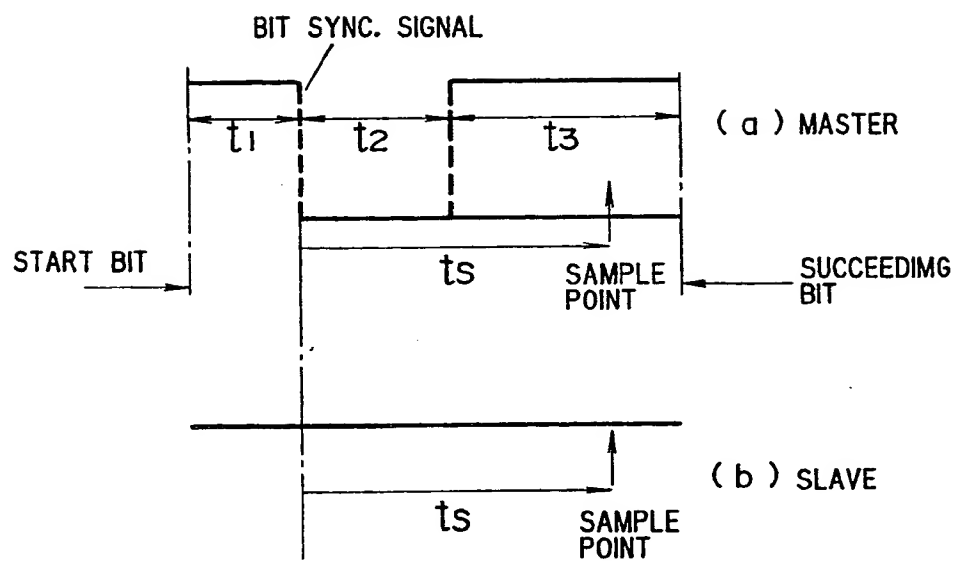 BIT SYNC. SIGNAL
t1
t2
t3
( a ) MASTER
START BIT
ts
SAMPLE
POINT
SUCCEEDIMG
BIT
( b ) SLAVE
ts
SAMPLE
POINT